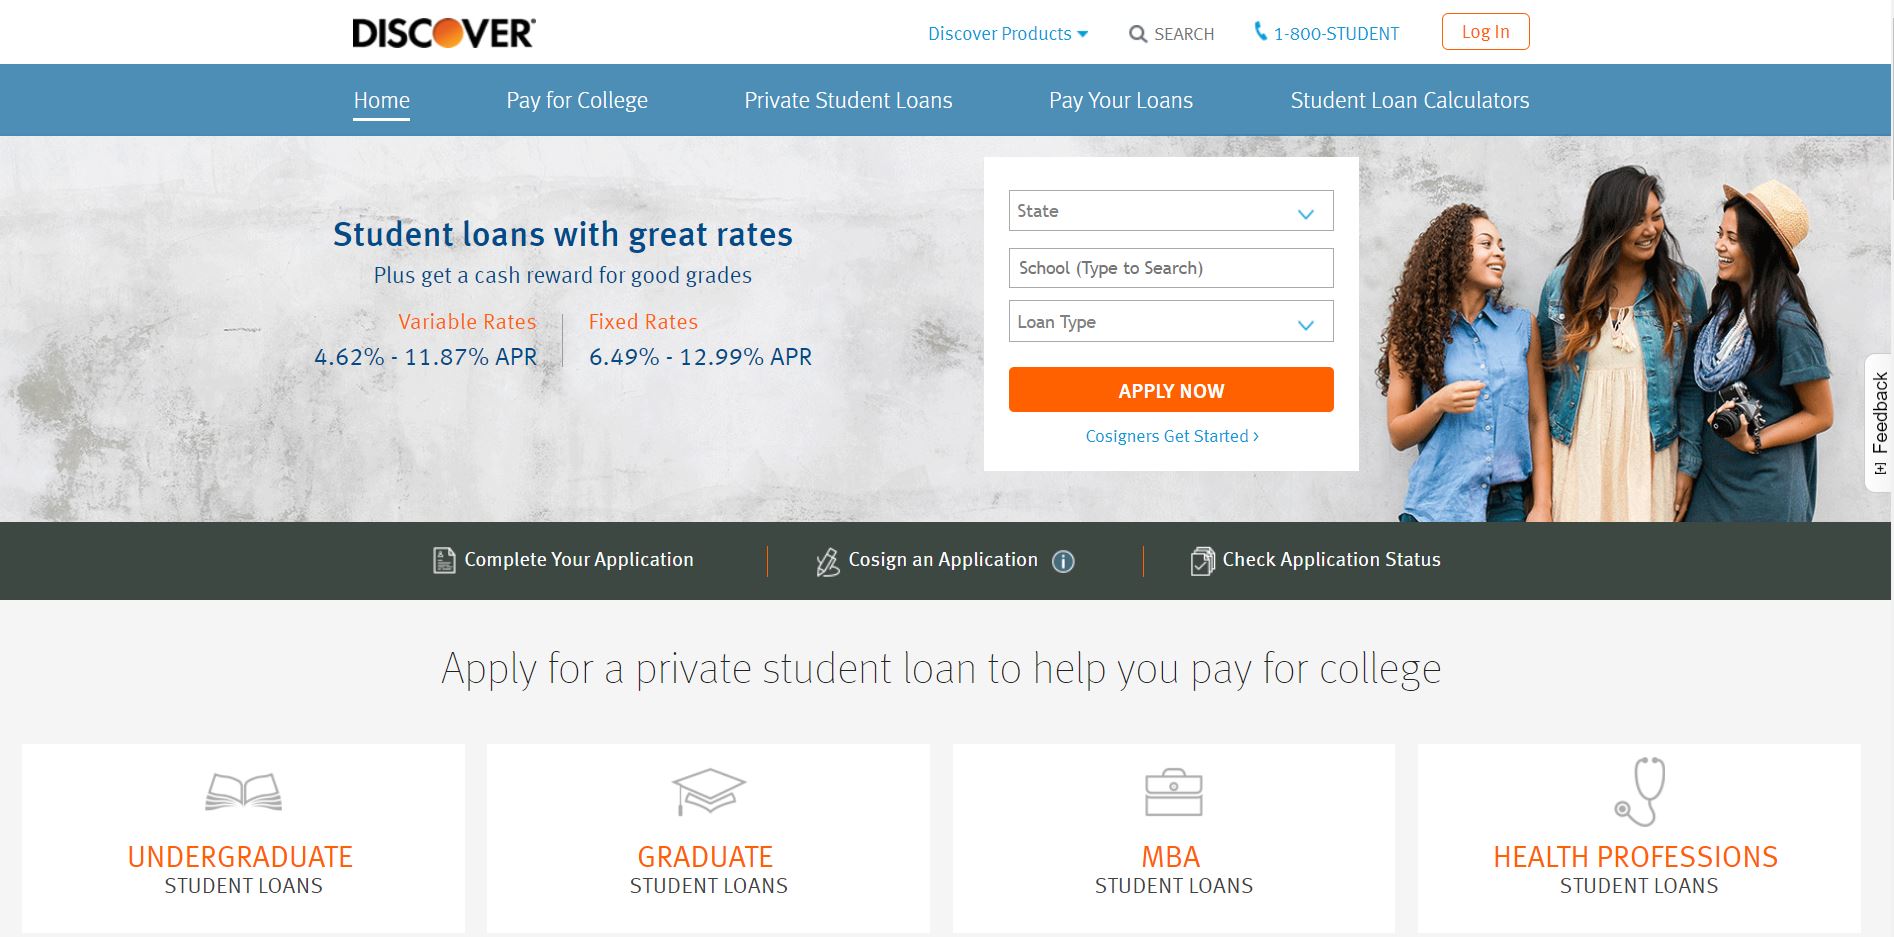 DISCOVER
Discover Products
SEARCH
1-800-STUDENT
Log In
Home
Pay for College
Private Student Loans
Pay Your Loans
Student Loan Calculators
Student loans with great rates
Plus get a cash reward for good grades
Variable Rates
4.62% - 11.87% APR
Fixed Rates
6.49% - 12.99% APR
State
School (Type to Search)
Loan Type
APPLY NOW
Cosigners Get Started >
[+] Feedback
Complete Your Application
Cosign an Application
Check Application Status
Apply for a private student loan to help you pay for college
UNDERGRADUATE
STUDENT LOANS
GRADUATE
STUDENT LOANS
MBA
STUDENT LOANS
HEALTH PROFESSIONS
STUDENT LOANS